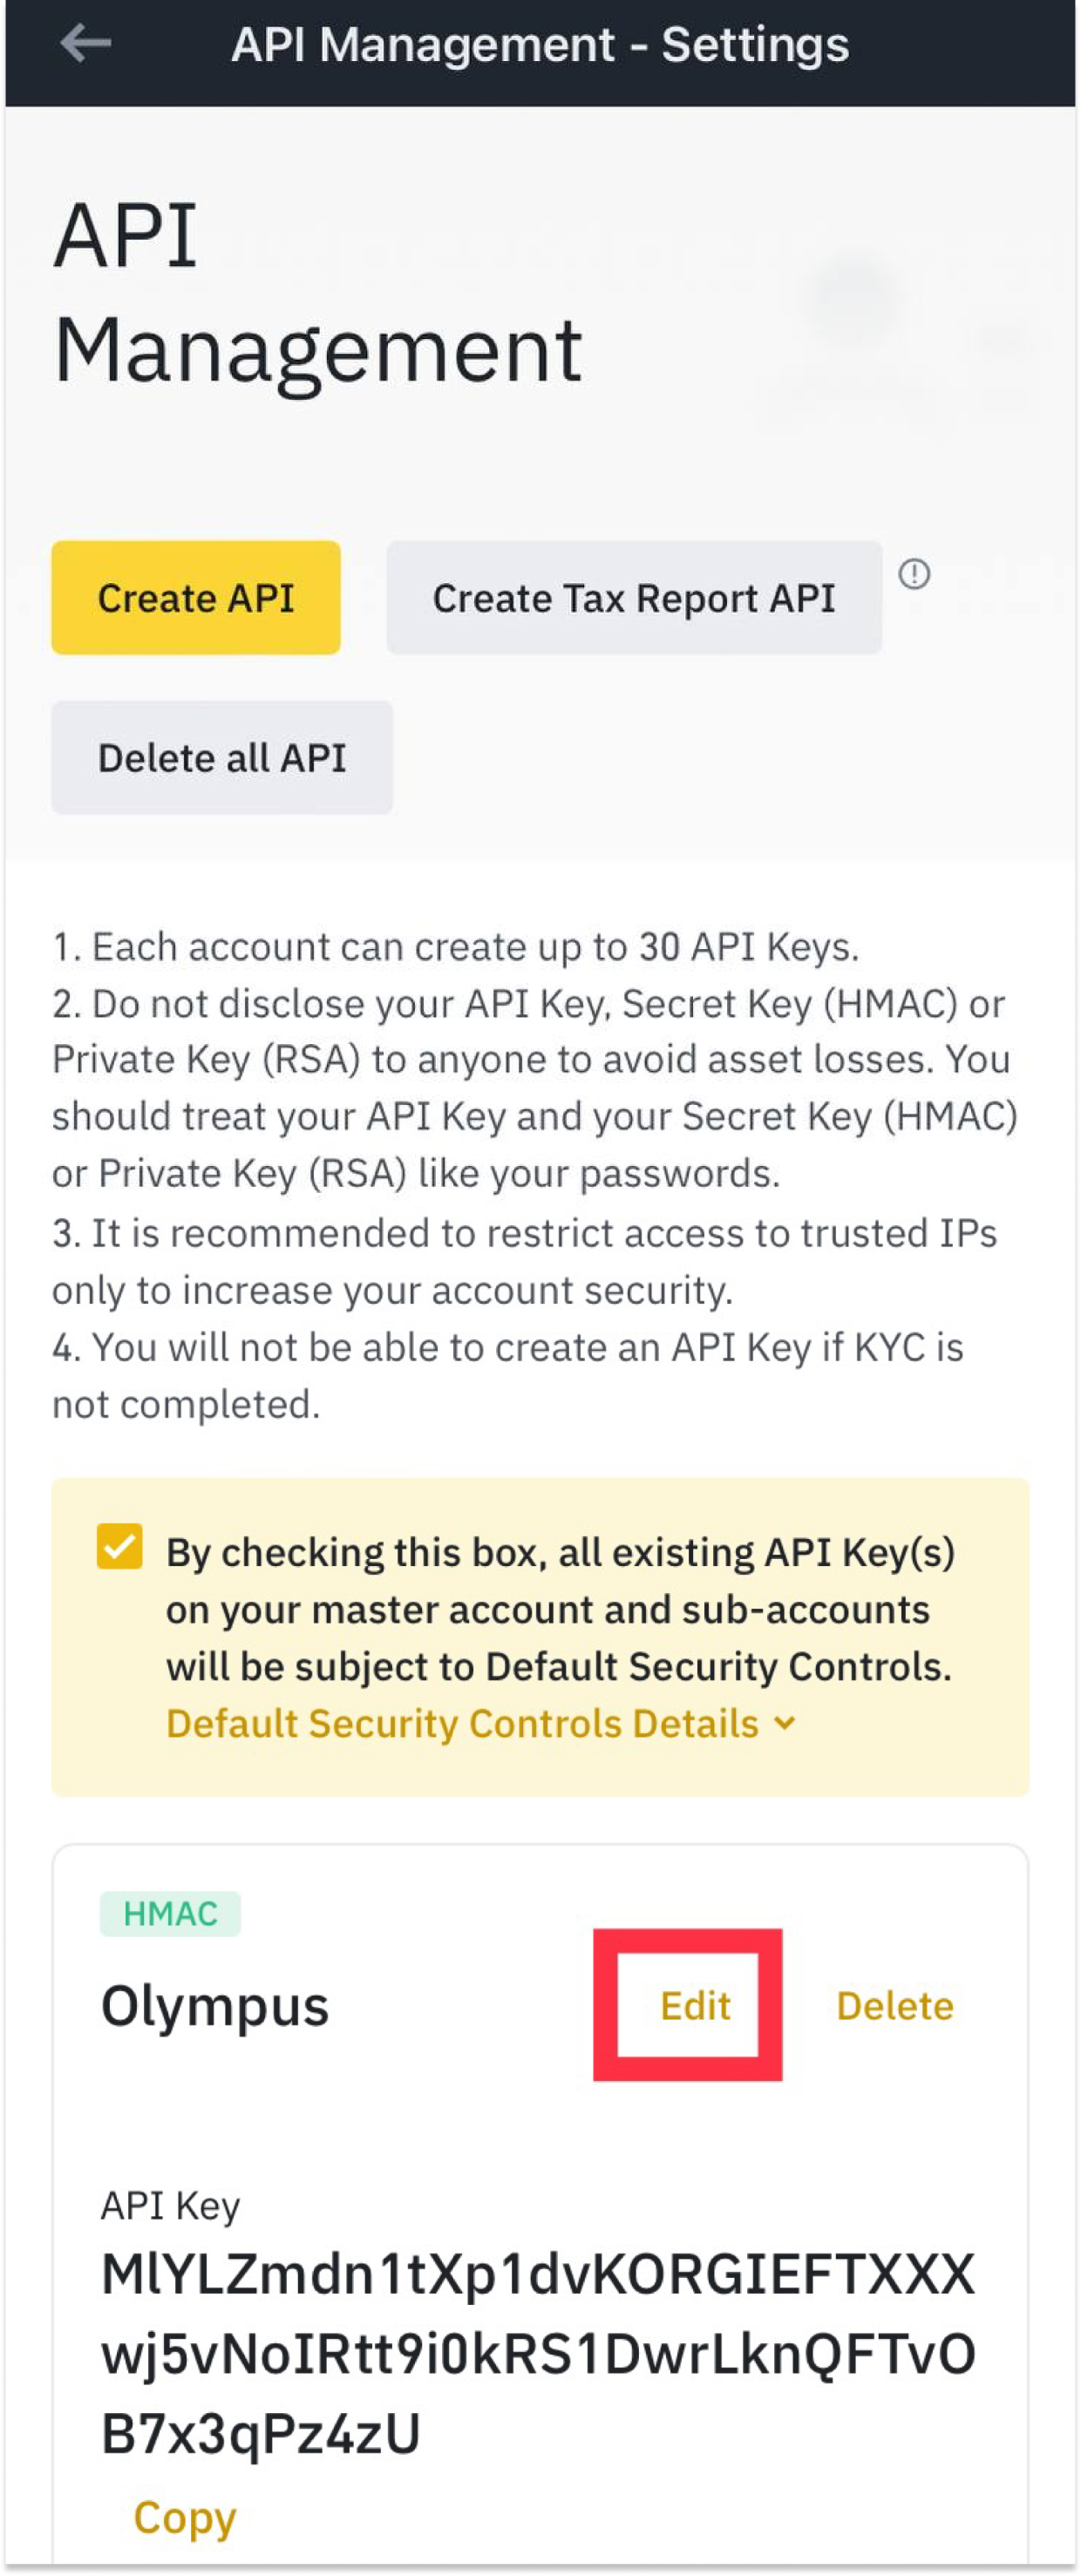 API Management - Settings
API
Management
Create API
Create Tax Report API
Delete all API
1. Each account can create up to 30 API Keys.
2. Do not disclose your API Key, Secret Key (HMAC) or
Private Key (RSA) to anyone to avoid asset losses. You
should treat your API Key and your Secret Key (HMAC)
or Private Key (RSA) like your passwords.
3. It is recommended to restrict access to trusted IPs
only to increase your account security.
4. You will not be able to create an API Key if KYC is
not completed.
By checking this box, all existing API Key(s)
on your master account and sub-accounts
will be subject to Default Security Controls.
Default Security Controls Details
HMAC
Olympus
Edit
Delete
API Key
MlYLZmdn1tXp1dvKORGIEFTXXX
wj5vNoIRtt9i0kRS1DwrLknQFTvO
B7x3qPz4zU
Copy